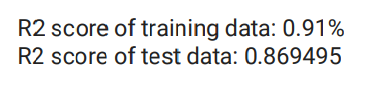 R2 score of training data: 0.91%
R2 score of test data: 0.869495